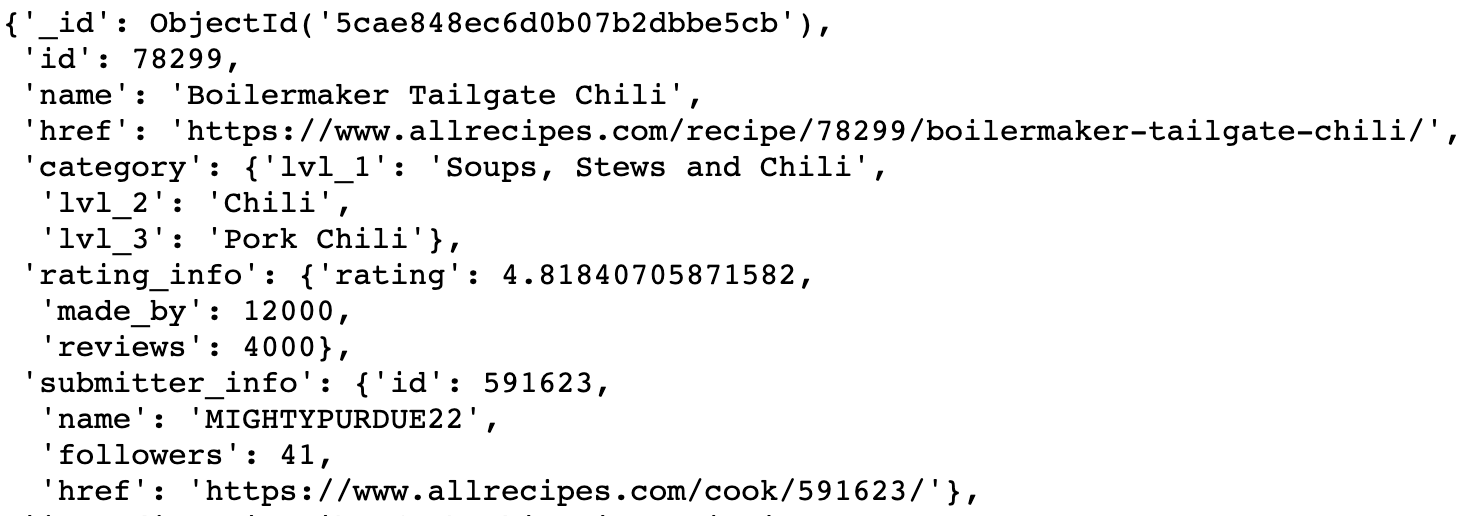 {'_id': ObjectId('5cae848ec6d0b07b2dbbe5cb'),
'id': 78299,
'name': 'Boilermaker Tailgate Chili',
'href': 'https://www.allrecipes.com/recipe/78299/boilermaker-tailgate-chili/',
'category': {'lvl_1': 'Soups, Stews and Chili',
'lvl_2': 'Chili',
'lvl_3': 'Pork Chili'},
'rating_info': {'rating': 4.81840705871582,
'made_by': 12000,
'reviews': 4000},
'submitter_info': {'id': 591623,
'name': 'MIGHTYPURDUE22',
'followers': 41,
'href': 'https://www.allrecipes.com/cook/591623/'},